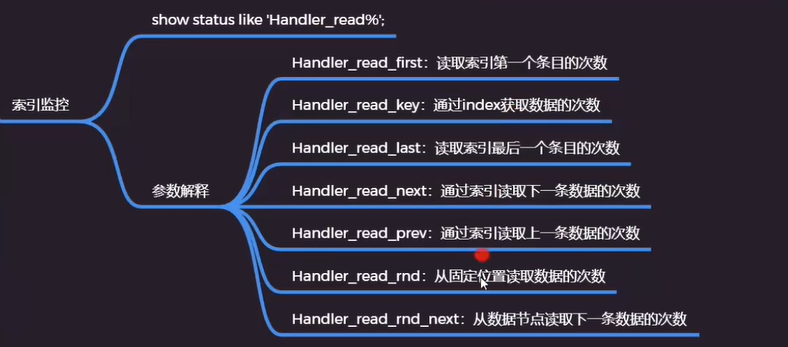 索引监控
show status like 'Handler_read%';
参数解释
Handler_read_first：读取索引第一个条目的次数
Handler_read_key：通过index获取数据的次数
Handler_read_last：读取索引最后一个条目的次数
Handler_read_next：通过索引读取下一条数据的次数
Handler_read_prev：通过索引读取上一条数据的次数
Handler_read_rnd：从固定位置读取数据的次数
Handler_read_rnd_next：从数据节点读取下一条数据的次数